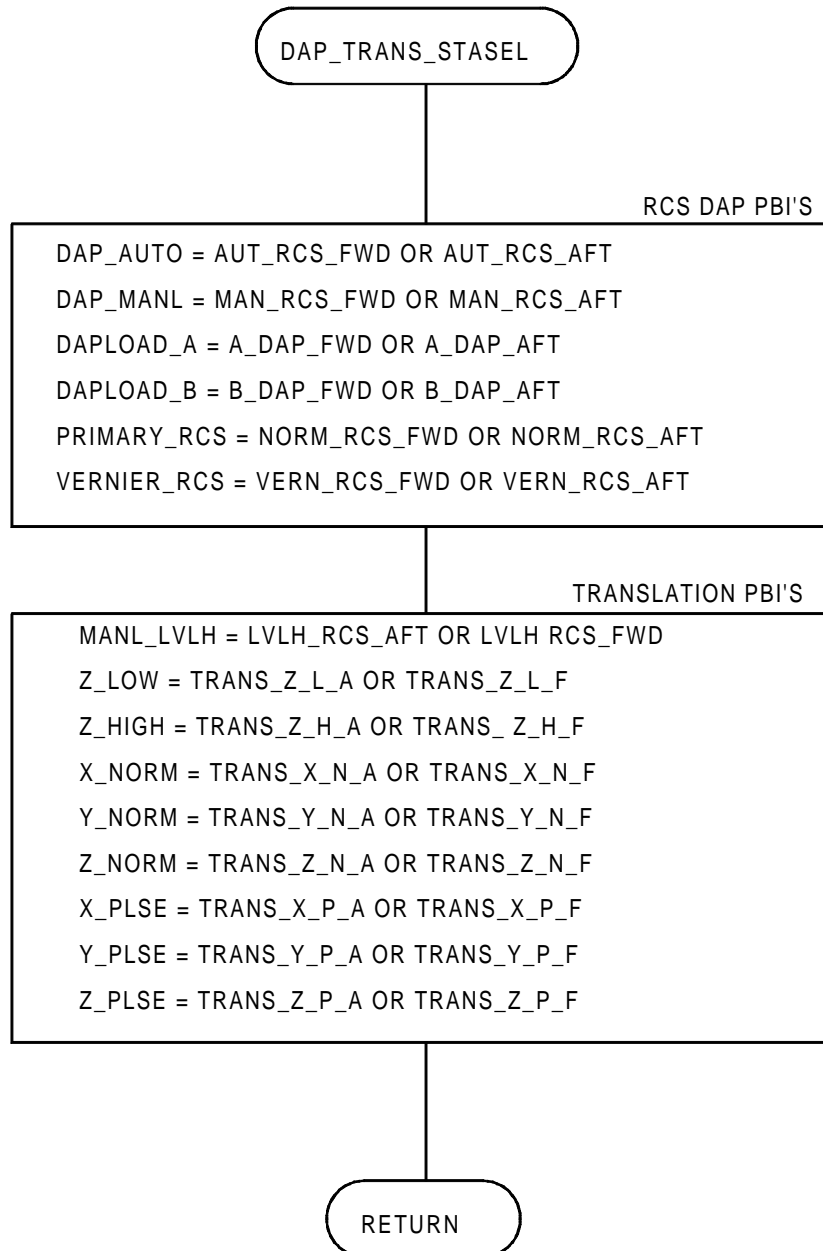 DAP_TRANS_STASEL
RCS DAP PBI'S
DAP_AUTO = AUT_RCS_FWD OR AUT_RCS_AFT
DAP_MANL = MAN_RCS_FWD OR MAN_RCS_AFT
DAPLOAD_A = A_DAP_FWD OR A_DAP_AFT
DAPLOAD_B = B_DAP_FWD OR B_DAP_AFT
PRIMARY_RCS = NORM_RCS_FWD OR NORM_RCS_AFT
VERNIER_RCS = VERN_RCS_FWD OR VERN_RCS_AFT
TRANSLATION PBI'S
MANL_LVLH = LVLH_RCS_AFT OR LVLH RCS_FWD
Z_LOW = TRANS_Z_L_A OR TRANS_Z_L_F
Z_HIGH = TRANS_Z_H_A OR TRANS_ Z_H_F
X_NORM = TRANS_X_N_A OR TRANS_X_N_F
Y_NORM = TRANS_Y_N_A OR TRANS_Y_N_F
Z_NORM = TRANS_Z_N_A OR TRANS_Z_N_F
X_PLSE = TRANS_X_P_A OR TRANS_X_P_F
Y_PLSE = TRANS_Y_P_A OR TRANS_Y_P_F
Z_PLSE = TRANS_Z_P_A OR TRANS_Z_P_F
RETURN